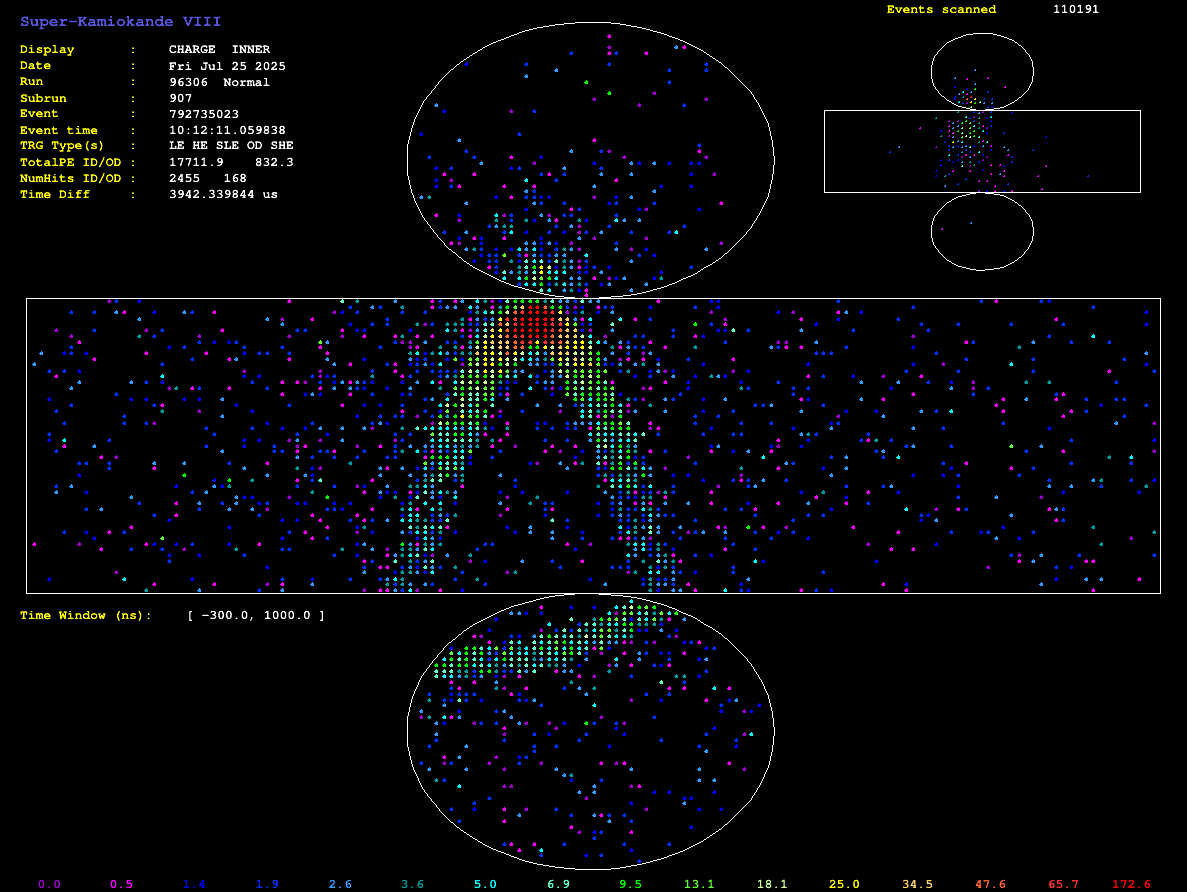 Super-Kamiokande VIII
Events scanned 110191
Display : CHARGE INNER
Date : Fri Jul 25 2025
Run : 96306 Normal
Subrun : 907
Event : 792735023
Event time : 10:12:11.059838
TRG Type(s) : LE HE SLE OD SHE
TotalPE ID/OD : 17711.9 832.3
NumHits ID/OD : 2455 168
Time Diff : 3942.339844 us
Time Window (ns): [ -300.0, 1000.0 ]
0.0 0.5 1.4 1.9 2.6 3.6 5.0 6.9 9.5 13.1 18.1 25.0 34.5 47.6 65.7 172.6